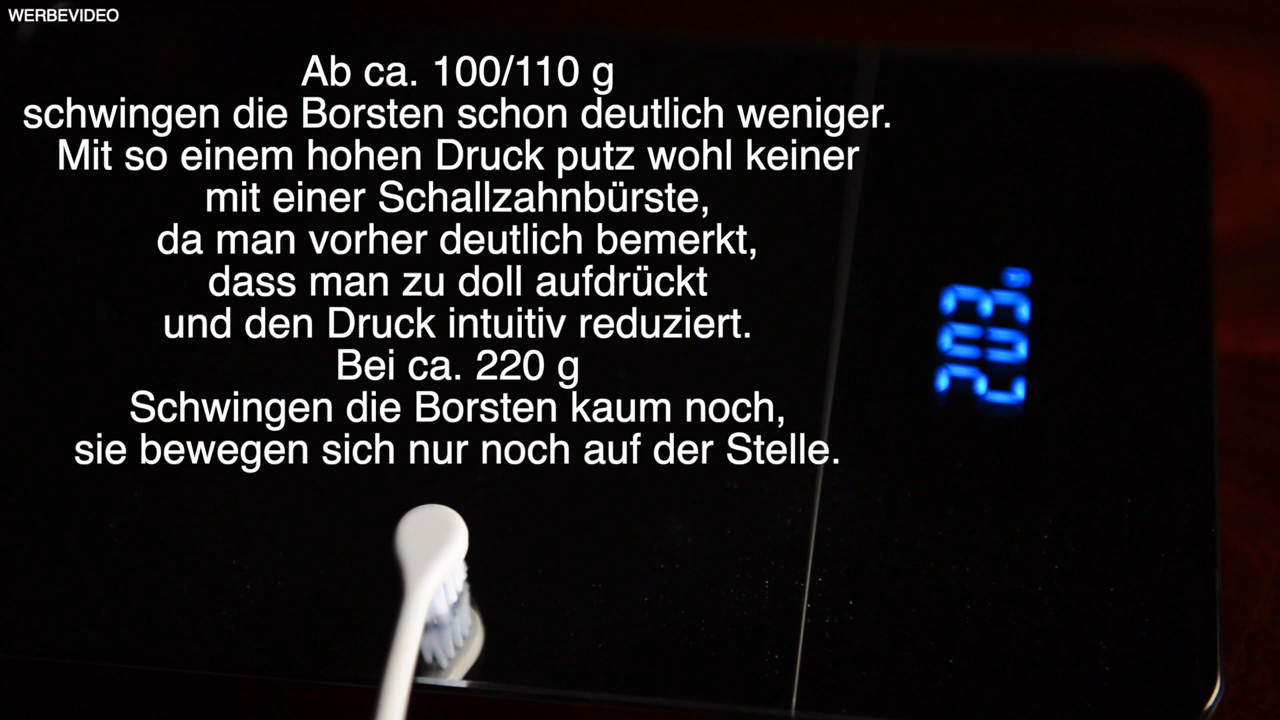 WERBEVIDEO
Ab ca. 100/110 g
schwingen die Borsten schon deutlich weniger.
Mit so einem hohen Druck putz wohl keiner
mit einer Schallzahnbürste,
da man vorher deutlich bemerkt,
dass man zu doll aufdrückt
und den Druck intuitiv reduziert.
Bei ca. 220 g
Schwingen die Borsten kaum noch,
sie bewegen sich nur noch auf der Stelle.
203 g